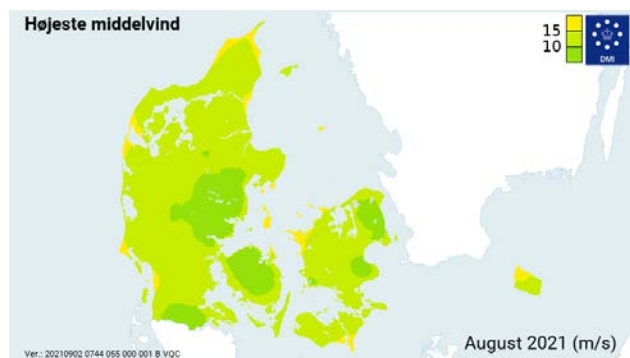 Højeste middelvind
15
10
DMI
August 2021 (m/s)
Ver.: 20210902 0744 055 000 001 B VQC